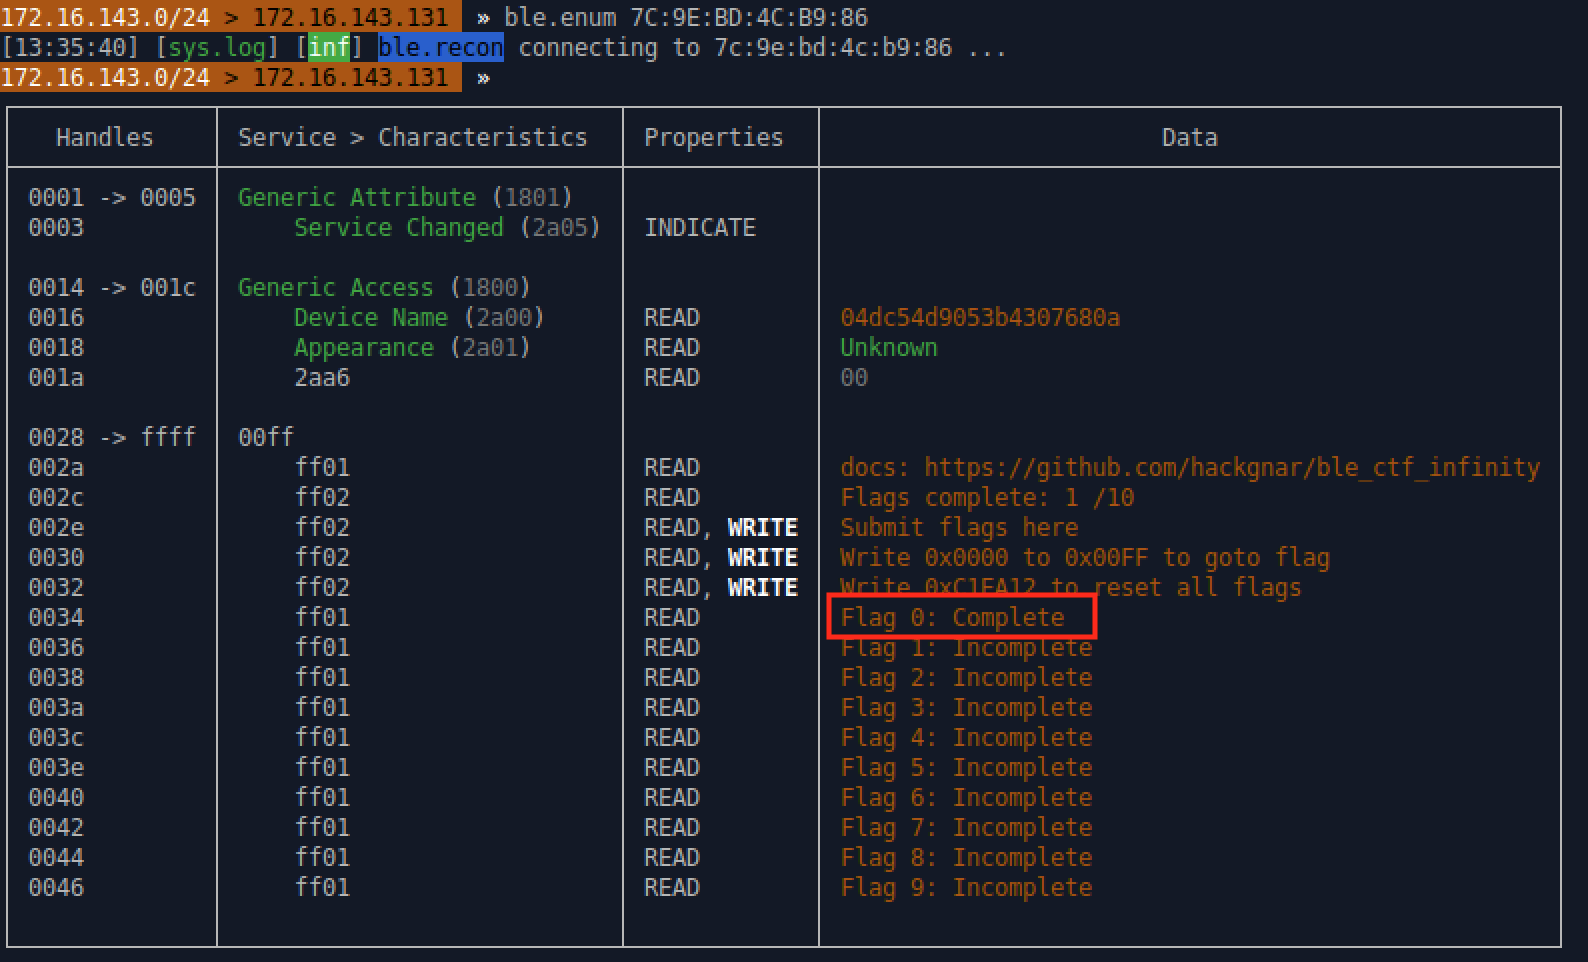 172.16.143.0/24 > 172.16.143.131 » ble.enum 7C:9E:BD:4C:B9:86
[13:35:40] [sys.log] [inf] ble.recon connecting to 7c:9e:bd:4c:b9:86 ...
172.16.143.0/24 > 172.16.143.131 »
Handles Service > Characteristics Properties Data
0001 -> 0005 Generic Attribute (1801)
0003 Service Changed (2a05) INDICATE
0014 -> 001c Generic Access (1800)
0016 Device Name (2a00) READ 04dc54d9053b4307680a
0018 Appearance (2a01) READ Unknown
001a 2aa6 READ 00
0028 -> ffff 00ff
002a ff01 READ docs: https://github.com/hackgnar/ble_ctf_infinity
002c ff02 READ Flags complete: 1 /10
002e ff02 READ, WRITE Submit flags here
0030 ff02 READ, WRITE Write 0x0000 to 0x00FF to goto flag
0032 ff02 READ, WRITE Write 0xC1EA12 to reset all flags
0034 ff01 READ Flag 0: Complete
0036 ff01 READ Flag 1: Incomplete
0038 ff01 READ Flag 2: Incomplete
003a ff01 READ Flag 3: Incomplete
003c ff01 READ Flag 4: Incomplete
003e ff01 READ Flag 5: Incomplete
0040 ff01 READ Flag 6: Incomplete
0042 ff01 READ Flag 7: Incomplete
0044 ff01 READ Flag 8: Incomplete
0046 ff01 READ Flag 9: Incomplete